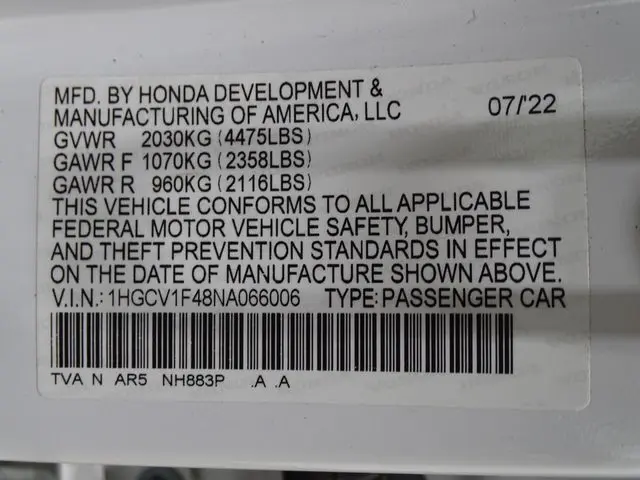 MFD. BY HONDA DEVELOPMENT &
MANUFACTURING OF AMERICA, LLC 07/'22
GVWR 2030KG (4475LBS)
GAWR F 1070KG (2358LBS)
GAWR R 960KG (2116LBS)
THIS VEHICLE CONFORMS TO ALL APPLICABLE
FEDERAL MOTOR VEHICLE SAFETY, BUMPER,
AND THEFT PREVENTION STANDARDS IN EFFECT
ON THE DATE OF MANUFACTURE SHOWN ABOVE.
V.I.N.: 1HGCV1F48NA066006 TYPE: PASSENGER CAR
TVA N AR5 NH883P .A .A